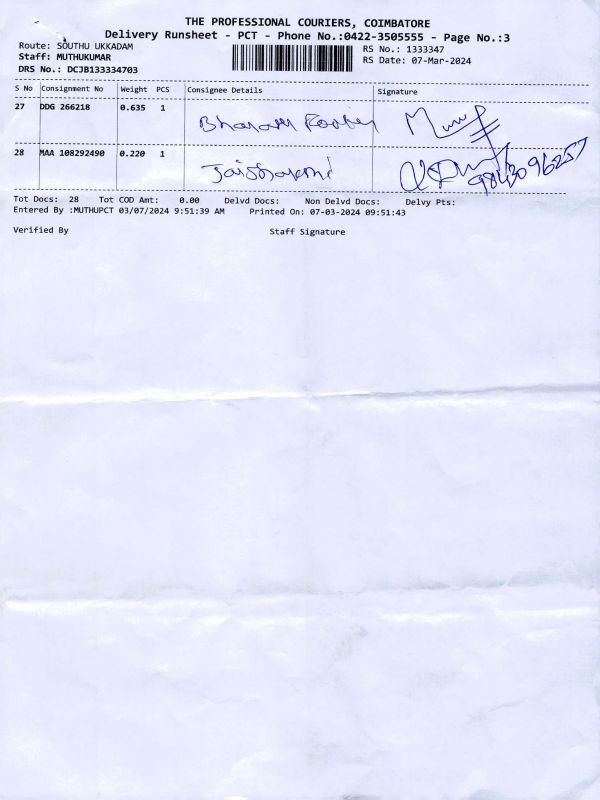 THE PROFESSIONAL COURIERS, COIMBATORE
Delivery Runsheet - PCT - Phone No.:0422-3505555 - Page No.:3
Route: SOUTHU UKKADAM
Staff: MUTHUKUMAR
DRS No.: DCJB133334703
RS No.: 1333347
RS Date: 07-Mar-2024
S No Consignment No Weight PCS Consignee Details Signature
27 DDG 266218 0.635 1
28 MAA 108292490 0.220 1
Tot Docs: 28 Tot COD Amt: 0.00 Delvd Docs: Non Delvd Docs: Delvy Pts:
Entered By :MUTHUPCT 03/07/2024 9:51:39 AM Printed On: 07-03-2024 09:51:43
Verified By Staff Signature